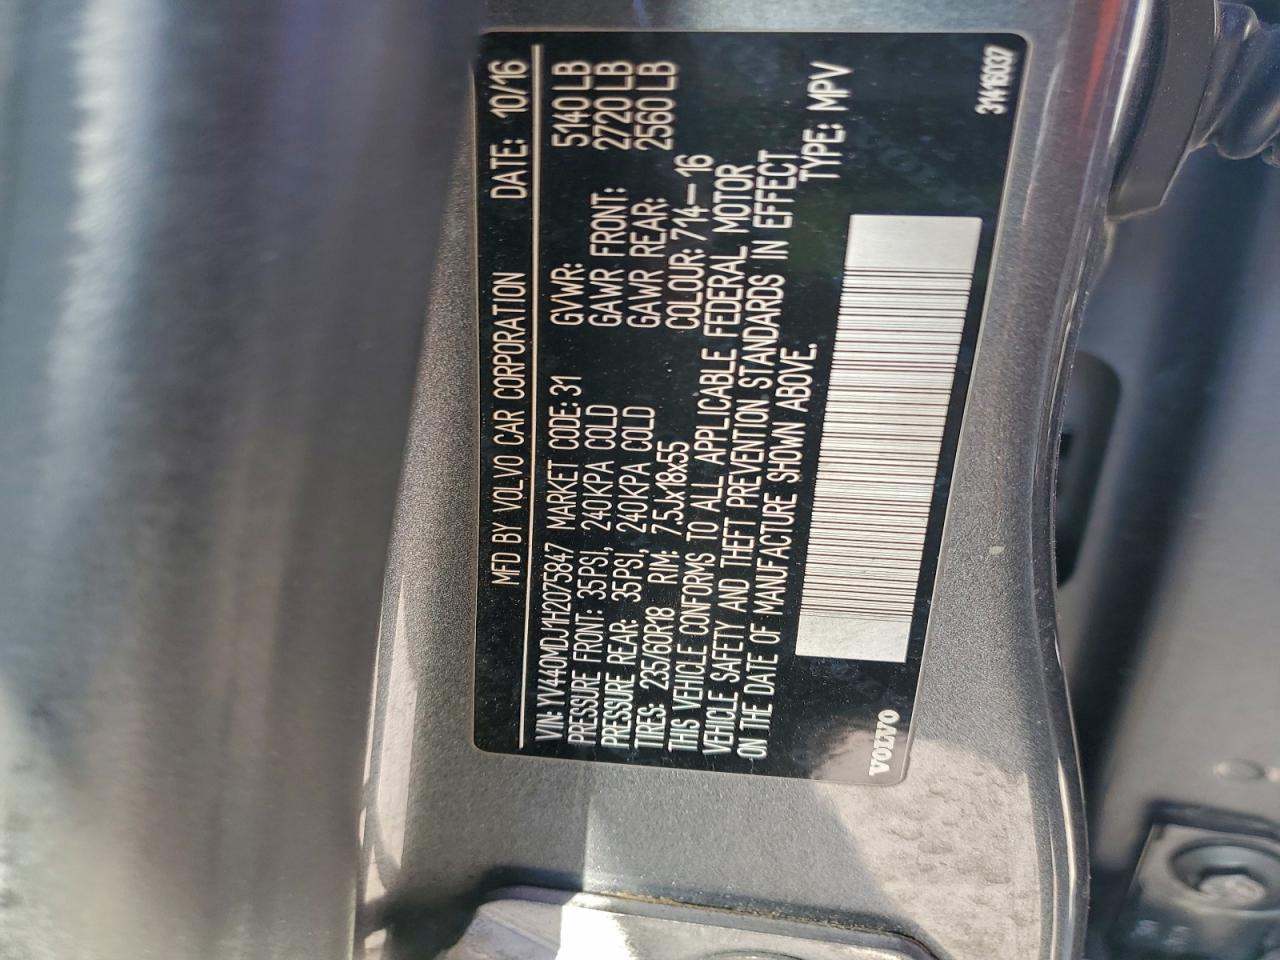 MFD BY VOLVO CAR CORPORATION DATE: 10/16
VIN: YV440MDJ1H2075847 MARKET CODE: 31
PRESSURE FRONT: 35PSI, 240KPA COLD GVWR: 5140 LB
PRESSURE REAR: 35PSI, 240KPA COLD GAWR FRONT: 2720 LB
TIRES: 235/60R18 RIM: 7.5Jx18x55 GAWR REAR: 2560 LB
COLOUR: 714-16
THIS VEHICLE CONFORMS TO ALL APPLICABLE FEDERAL MOTOR
VEHICLE SAFETY AND THEFT PREVENTION STANDARDS IN EFFECT
ON THE DATE OF MANUFACTURE SHOWN ABOVE.
TYPE: MPV
VOLVO
31416037